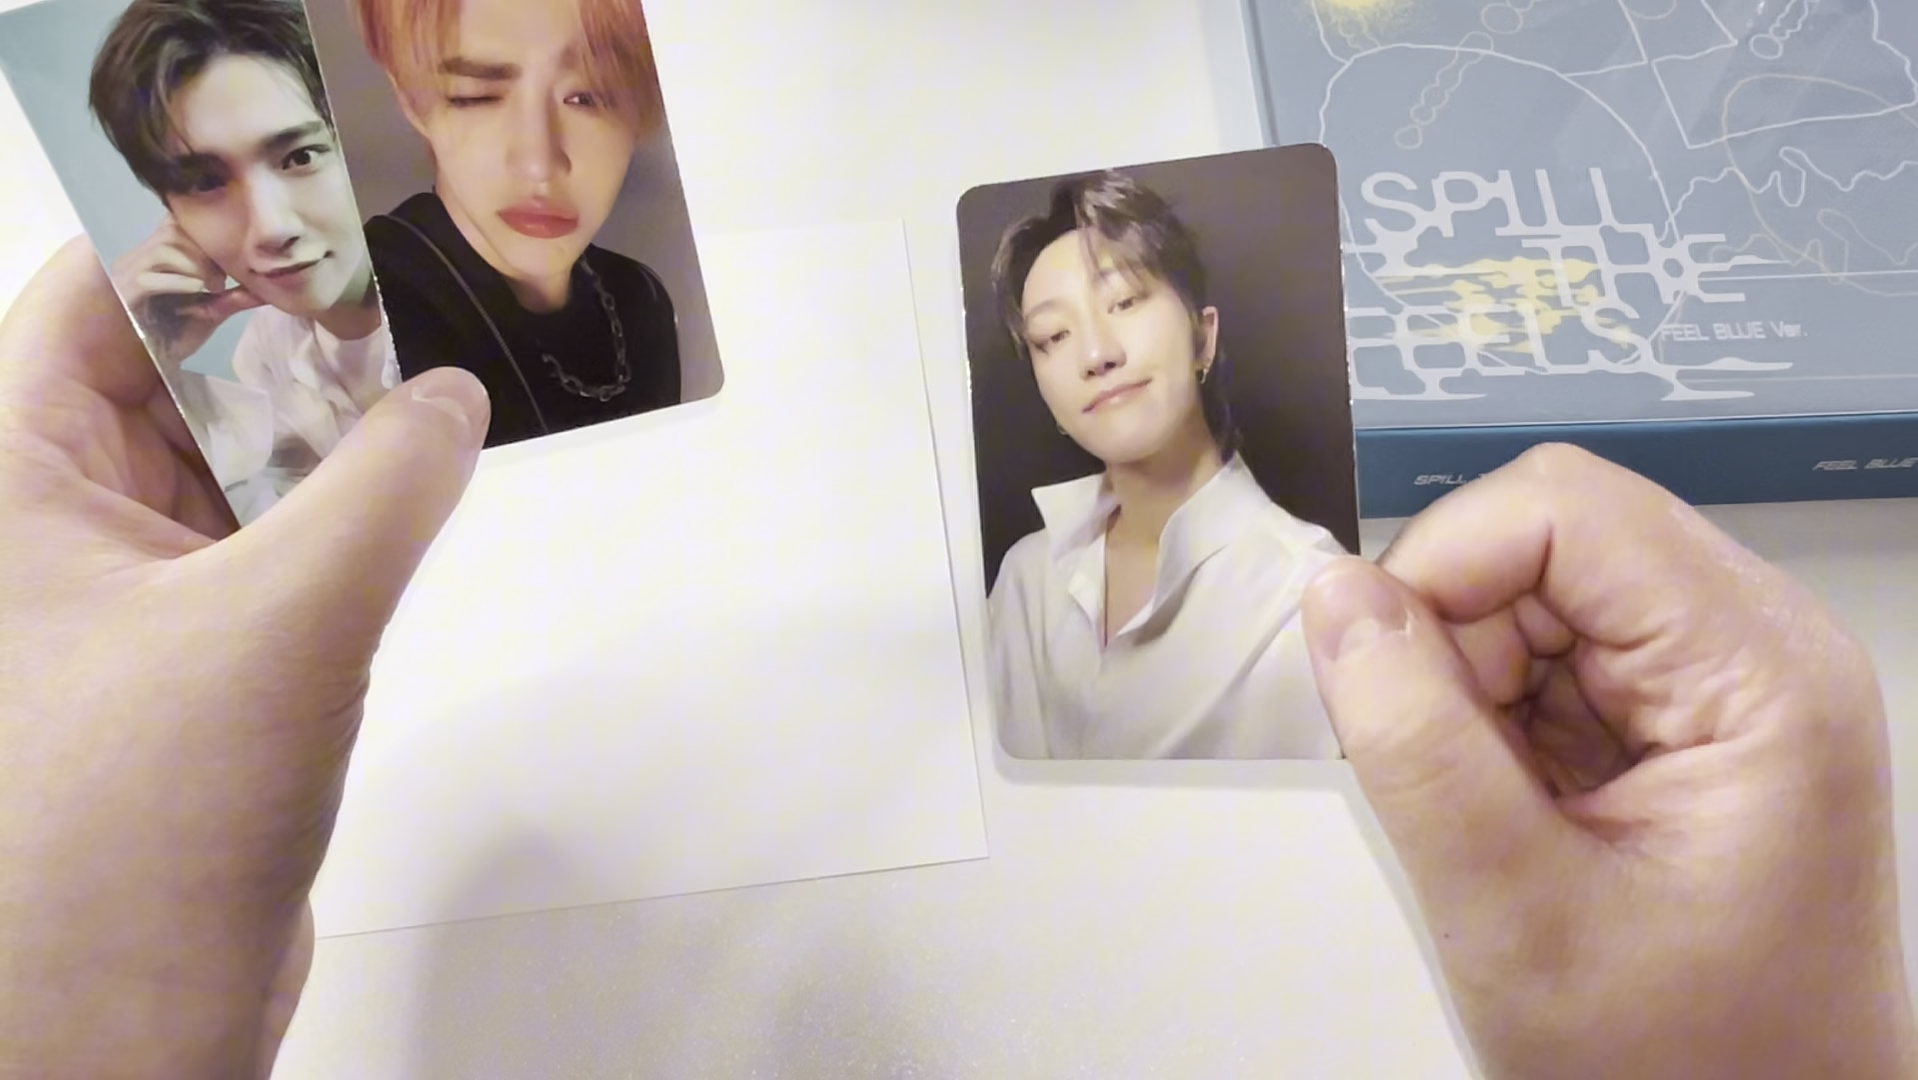 SPILL
THE
FEELS
FEEL BLUE Ver.
SPILL T
FEEL BLUE